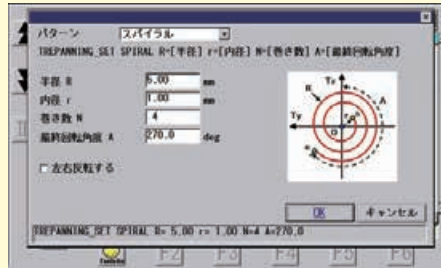 パターン スパイラル
TREPANNING_SET SPIRAL R=[半径] r=[内径] N=[巻き数] A=[最終回転角度]
半径 R 5.00 mm
内径 r 1.00 mm
巻き数 N 4
最終回転角度 A 270.0 deg
左右反転する
Tz
R
A
Ty
r
O
OK キャンセル
TREPANNING_SET SPIRAL R= 5.00 r= 1.00 N=4 A=270.0
F2 F3 F4 F5 F6